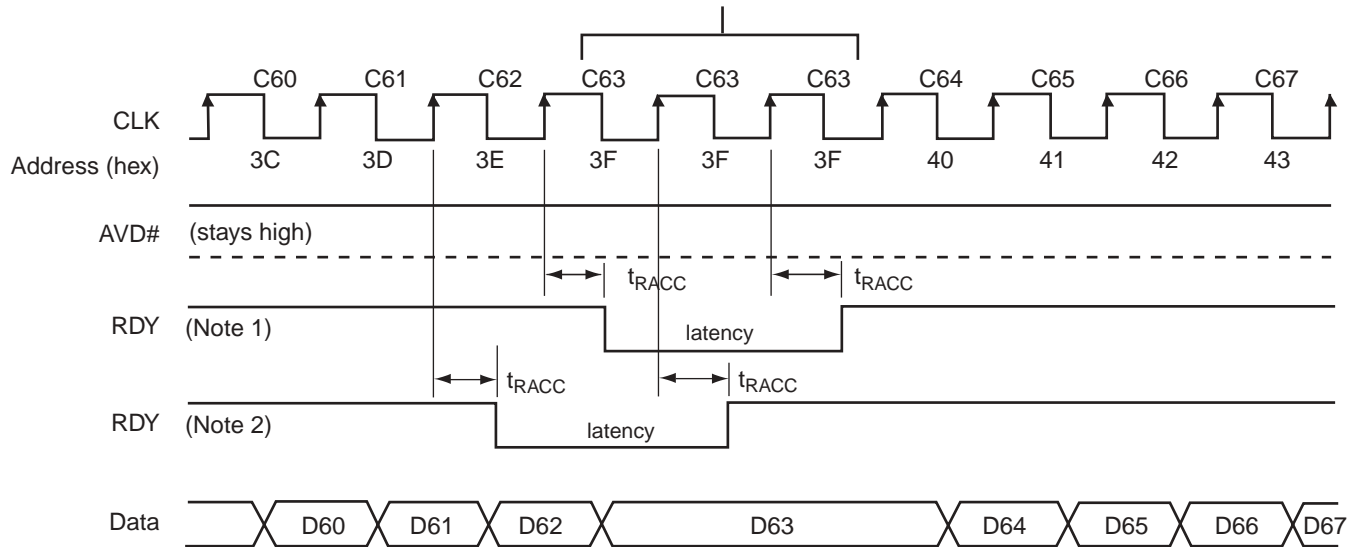 C60 C61 C62 C63 C63 C63 C64 C65 C66 C67
CLK
Address (hex) 3C 3D 3E 3F 3F 3F 40 41 42 43
AVD# (stays high)
tRACC tRACC
RDY (Note 1) latency
tRACC tRACC
RDY (Note 2) latency
Data D60 D61 D62 D63 D64 D65 D66 D67